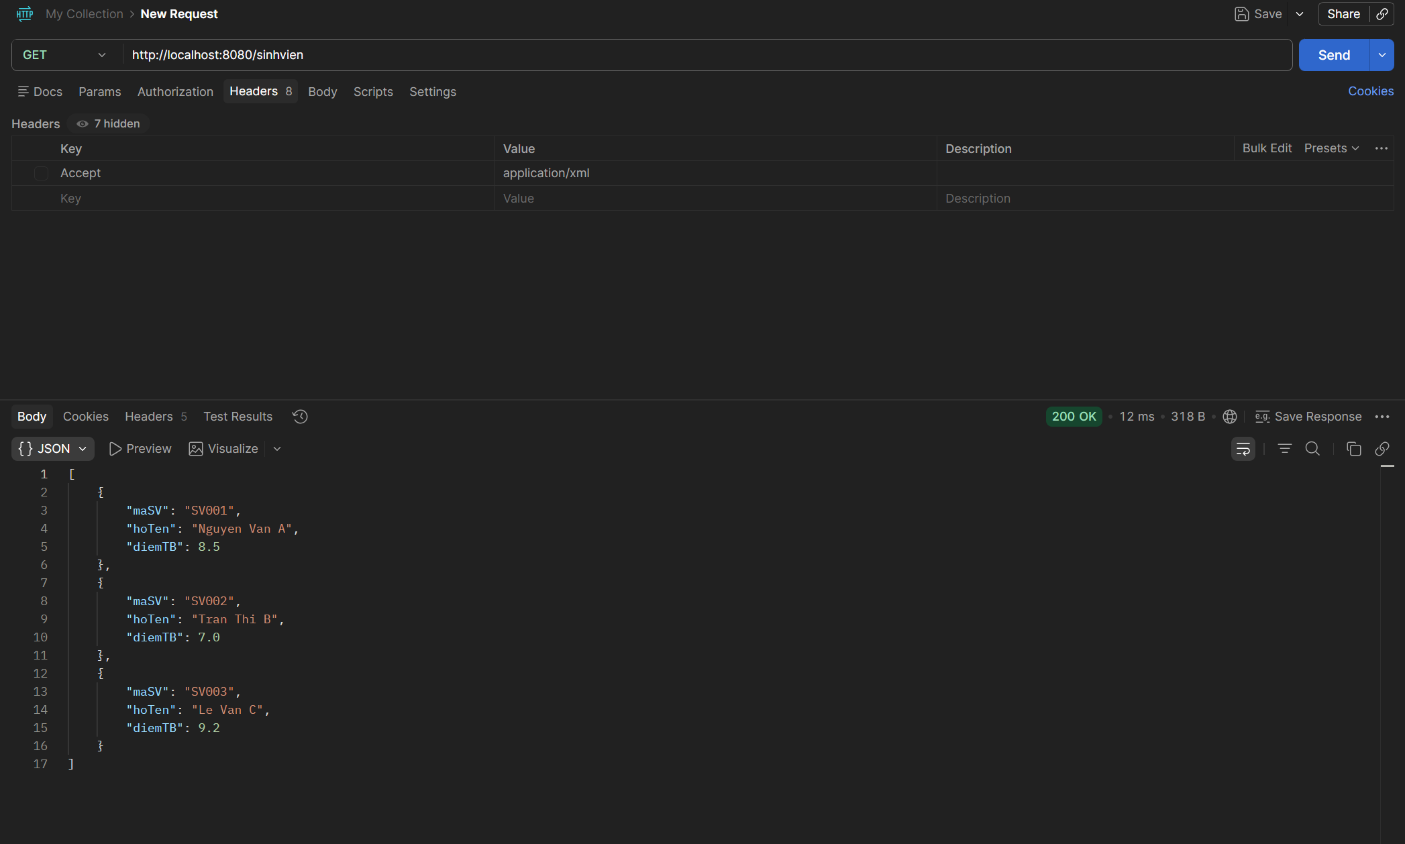 HTTP My Collection > New Request Save Share
GET http://localhost:8080/sinhvien Send
Docs Params Authorization Headers 8 Body Scripts Settings Cookies
Headers 7 hidden
Key Value Description Bulk Edit Presets ...
Accept application/xml
Key Value Description
Body Cookies Headers 5 Test Results 200 OK • 12 ms • 318 B • e.g. Save Response ...
{} JSON Preview Visualize
1 [
2 {
3 "maSV": "SV001",
4 "hoTen": "Nguyen Van A",
5 "diemTB": 8.5
6 },
7 {
8 "maSV": "SV002",
9 "hoTen": "Tran Thi B",
10 "diemTB": 7.0
11 },
12 {
13 "maSV": "SV003",
14 "hoTen": "Le Van C",
15 "diemTB": 9.2
16 }
17 ]